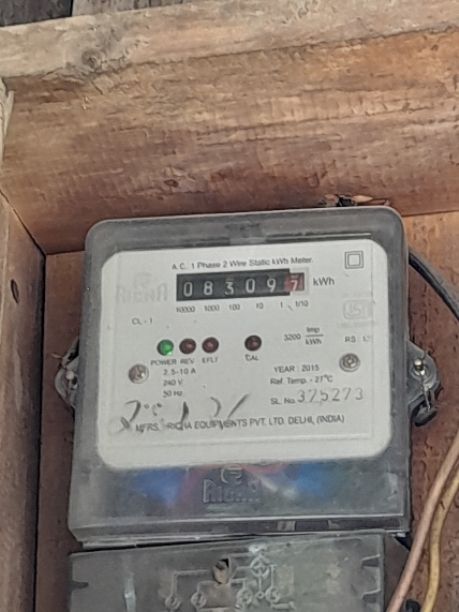 A.C. 1 Phase 2 Wire Static kWh Meter.
083097 kWh
10000 1000 100 10 1 1/10
CL - 1
3200 Imp/kWh
POWER REV EFLT CAL
RS :
2.5-10 A
240 V
50 Hz
YEAR : 2015
Ref. Temp. - 27°C
SL. No. 375273
MFRS. : RICHA EQUIPMENTS PVT. LTD. DELHI, (INDIA)
RICHA